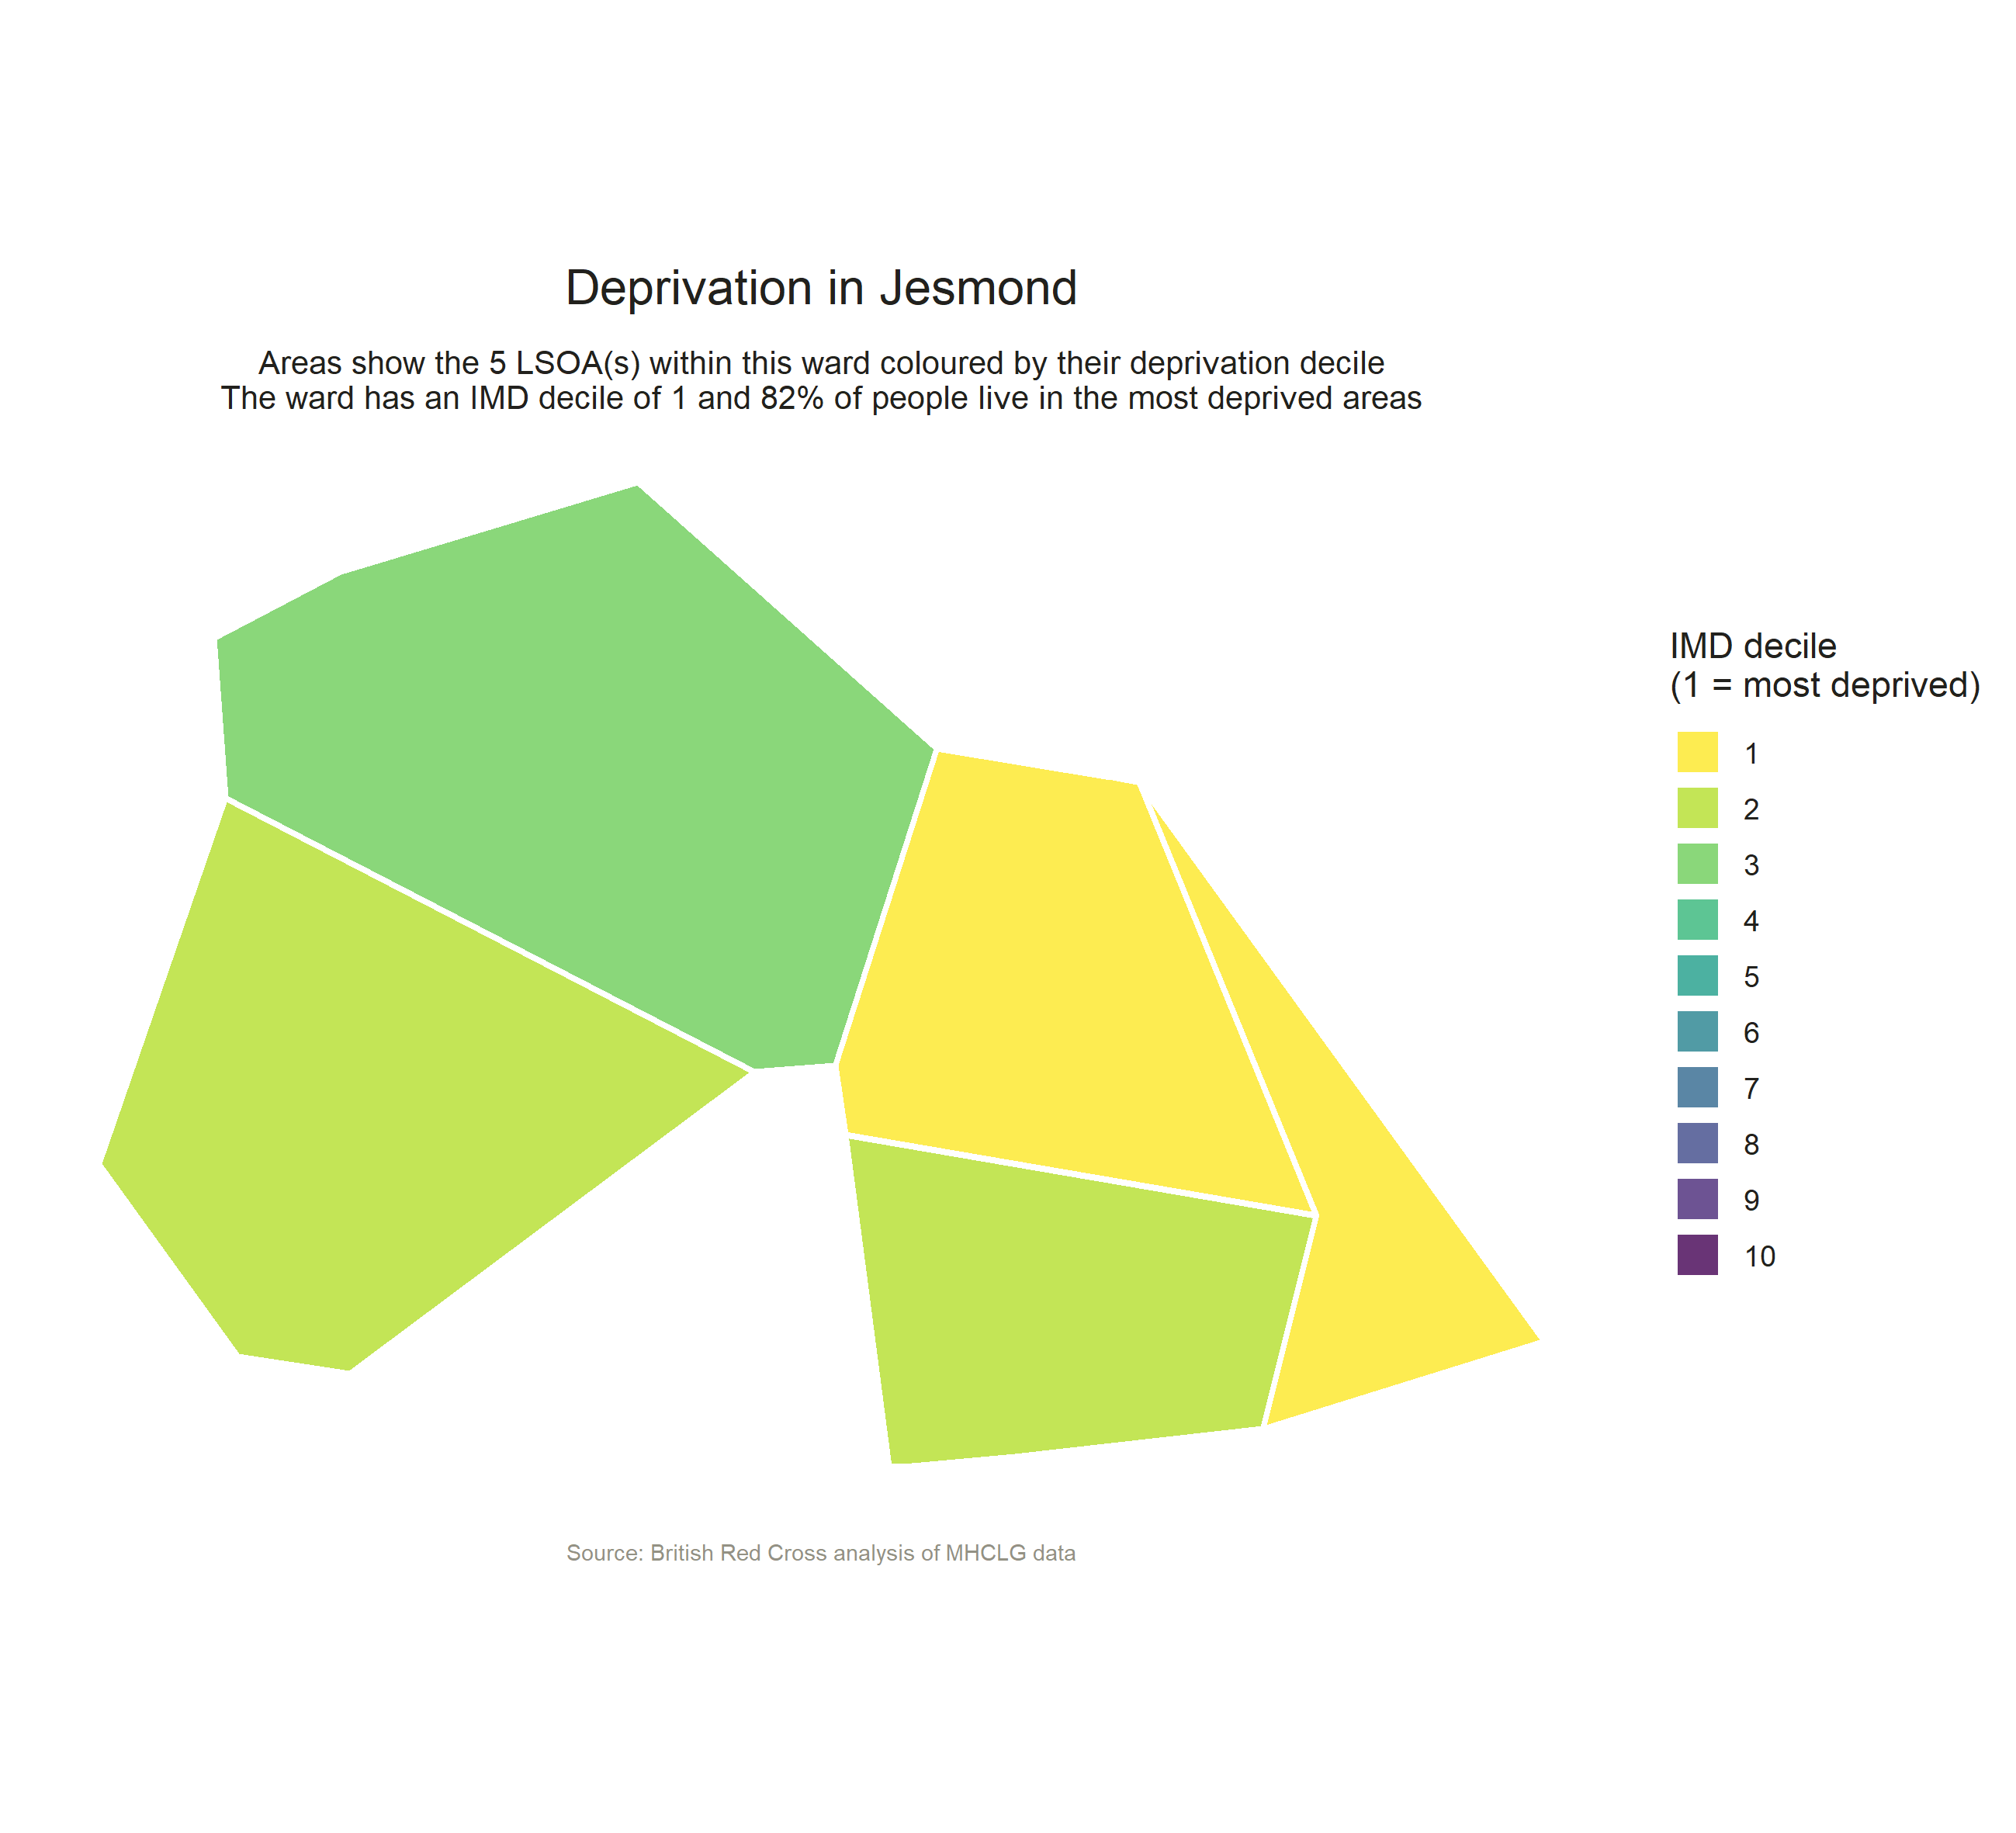 Deprivation in Jesmond
Areas show the 5 LSOA(s) within this ward coloured by their deprivation decile
The ward has an IMD decile of 1 and 82% of people live in the most deprived areas
IMD decile
(1 = most deprived)
1
2
3
4
5
6
7
8
9
10
Source: British Red Cross analysis of MHCLG data